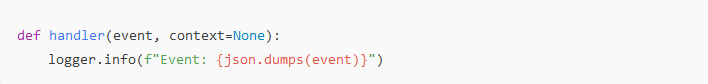 def handler(event, context=None):
    logger.info(f"Event: {json.dumps(event)}")